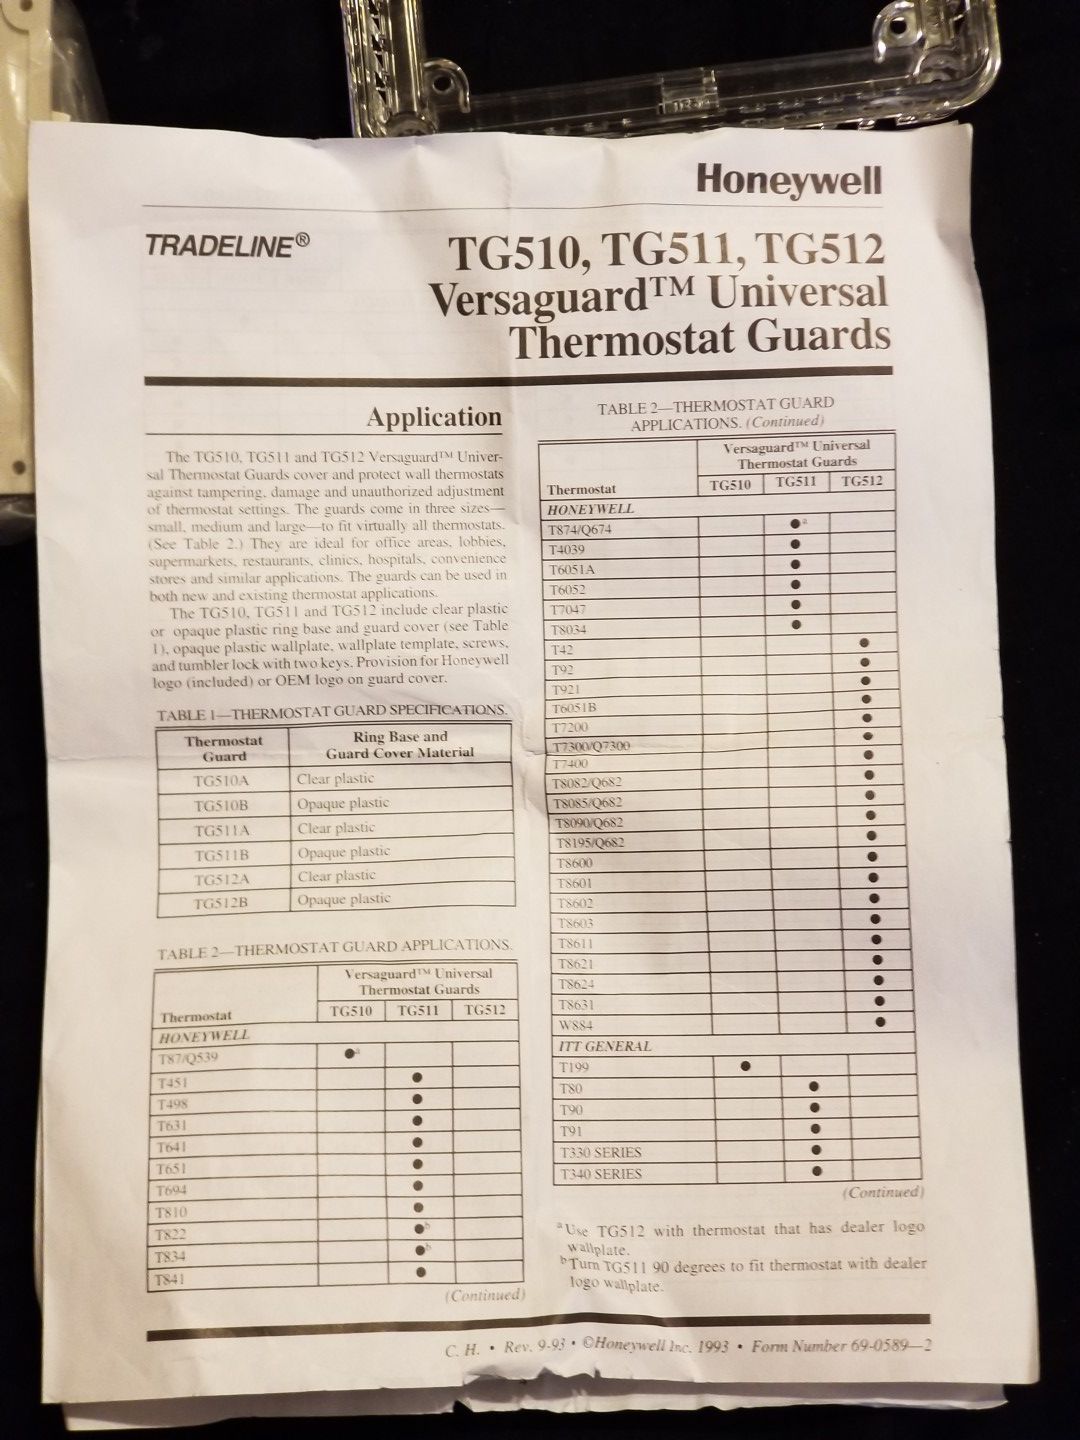 Honeywell
TRADELINE®
TG510, TG511, TG512
Versaguard™ Universal
Thermostat Guards
Application
The TG510, TG511 and TG512 Versaguard™ Univer-
sal Thermostat Guards cover and protect wall thermostats
against tampering, damage and unauthorized adjustment
of thermostat settings. The guards come in three sizes—
small, medium and large—to fit virtually all thermostats.
(See Table 2.) They are ideal for office areas, lobbies,
supermarkets, restaurants, clinics, hospitals, convenience
stores and similar applications. The guards can be used in
both new and existing thermostat applications.
The TG510, TG511 and TG512 include clear plastic
or opaque plastic ring base and guard cover (see Table
1), opaque plastic wallplate, wallplate template, screws,
and tumbler lock with two keys. Provision for Honeywell
logo (included) or OEM logo on guard cover.
TABLE 1—THERMOSTAT GUARD SPECIFICATIONS.
Thermostat Guard | Ring Base and Guard Cover Material
TG510A | Clear plastic
TG510B | Opaque plastic
TG511A | Clear plastic
TG511B | Opaque plastic
TG512A | Clear plastic
TG512B | Opaque plastic
TABLE 2—THERMOSTAT GUARD APPLICATIONS.
Versaguard™ Universal
Thermostat Guards
Thermostat | TG510 | TG511 | TG512
HONEYWELL
T87/Q539 | ●a | |
T451 | | ● |
T498 | | ● |
T631 | | ● |
T641 | | ● |
T651 | | ● |
T694 | | ● |
T810 | | ● |
T822 | | ●b |
T834 | | ●b |
T841 | | ● |
(Continued)
TABLE 2—THERMOSTAT GUARD
APPLICATIONS. (Continued)
Versaguard™ Universal
Thermostat Guards
Thermostat | TG510 | TG511 | TG512
HONEYWELL
T874/Q674 | | ●a |
T4039 | | ● |
T6051A | | ● |
T6052 | | ● |
T7047 | | ● |
T8034 | | ● |
T42 | | | ●
T92 | | | ●
T921 | | | ●
T6051B | | | ●
T7200 | | | ●
T7300/Q7300 | | | ●
T7400 | | | ●
T8082/Q682 | | | ●
T8085/Q682 | | | ●
T8090/Q682 | | | ●
T8195/Q682 | | | ●
T8600 | | | ●
T8601 | | | ●
T8602 | | | ●
T8603 | | | ●
T8611 | | | ●
T8621 | | | ●
T8624 | | | ●
T8631 | | | ●
W884 | | | ●
ITT GENERAL
T199 | ● | |
T80 | | ● |
T90 | | ● |
T91 | | ● |
T330 SERIES | | ● |
T340 SERIES | | ● |
(Continued)
a Use TG512 with thermostat that has dealer logo
wallplate.
b Turn TG511 90 degrees to fit thermostat with dealer
logo wallplate.
C. H. • Rev. 9-93 • ©Honeywell Inc. 1993 • Form Number 69-0589—2